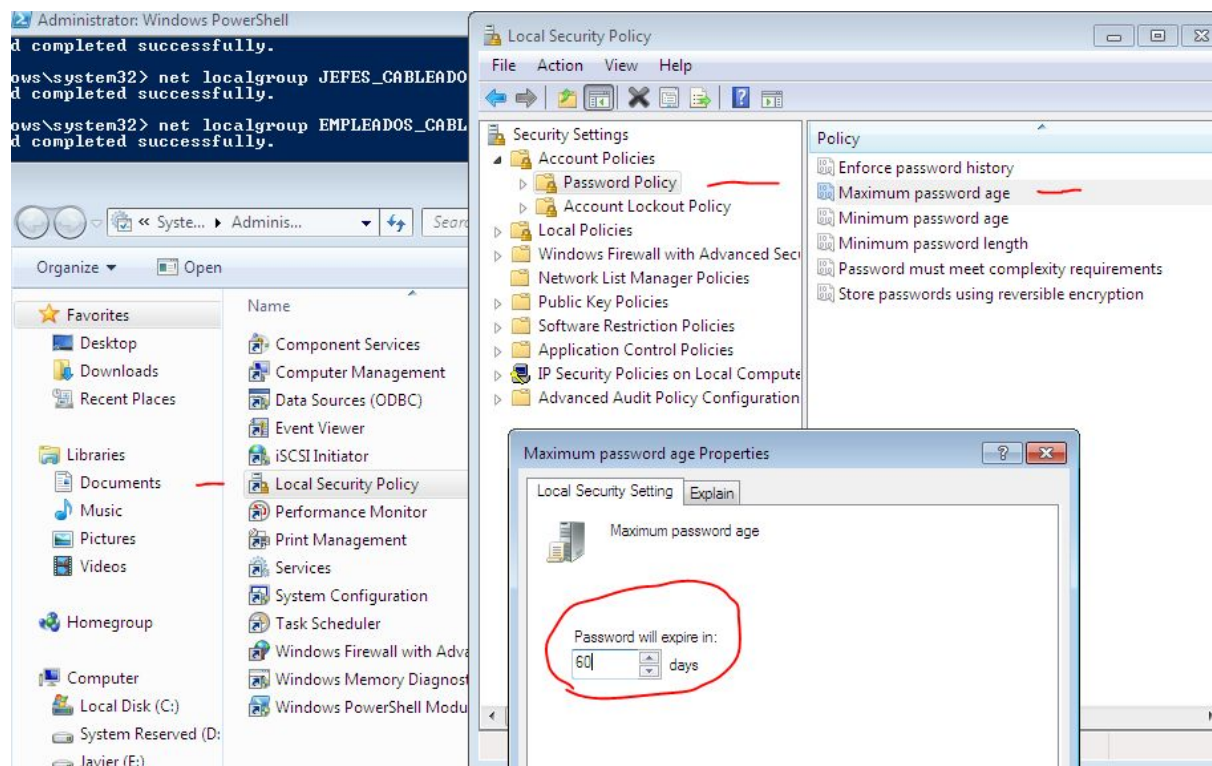 Administrator: Windows PowerShell
d completed successfully.
ows\system32> net localgroup JEFES_CABLEADO
d completed successfully.
ows\system32> net localgroup EMPLEADOS_CABL
d completed successfully.
« Syste... Adminis...
Sear
Organize Open
Favorites
Desktop
Downloads
Recent Places
Libraries
Documents
Music
Pictures
Videos
Homegroup
Computer
Local Disk (C:)
System Reserved (D:
Javier (E:)
Name
Component Services
Computer Management
Data Sources (ODBC)
Event Viewer
iSCSI Initiator
Local Security Policy
Performance Monitor
Print Management
Services
System Configuration
Task Scheduler
Windows Firewall with Adva
Windows Memory Diagnost
Windows PowerShell Modu
Local Security Policy
File Action View Help
Security Settings
Account Policies
Password Policy
Account Lockout Policy
Local Policies
Windows Firewall with Advanced Secu
Network List Manager Policies
Public Key Policies
Software Restriction Policies
Application Control Policies
IP Security Policies on Local Compute
Advanced Audit Policy Configuration
Policy
Enforce password history
Maximum password age
Minimum password age
Minimum password length
Password must meet complexity requirements
Store passwords using reversible encryption
Maximum password age Properties
Local Security Setting Explain
Maximum password age
Password will expire in:
60 days